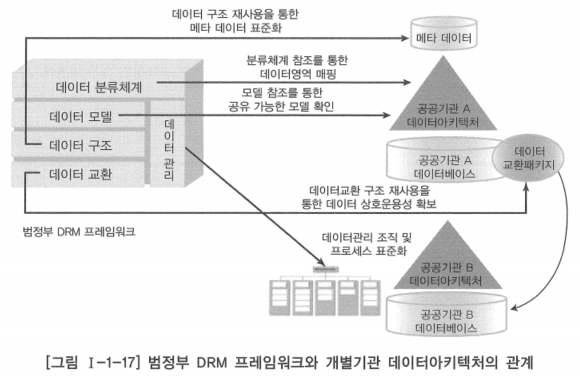 데이터 구조 재사용을 통한
메타 데이터 표준화
메타 데이터
분류체계 참조를 통한
데이터영역 매핑
데이터 분류체계
모델 참조를 통한
공유 가능한 모델 확인
데이터 모델
데이터 구조
데이터 교환
데이터 관리
공공기관 A
데이터아키텍처
공공기관 A
데이터베이스
데이터
교환패키지
데이터교환 구조 재사용을
통한 데이터 상호운용성 확보
범정부 DRM 프레임워크
데이터관리 조직 및
프로세스 표준화
공공기관 B
데이터아키텍처
공공기관 B
데이터베이스
[그림 Ⅰ-1-17] 범정부 DRM 프레임워크와 개별기관 데이터아키텍처의 관계